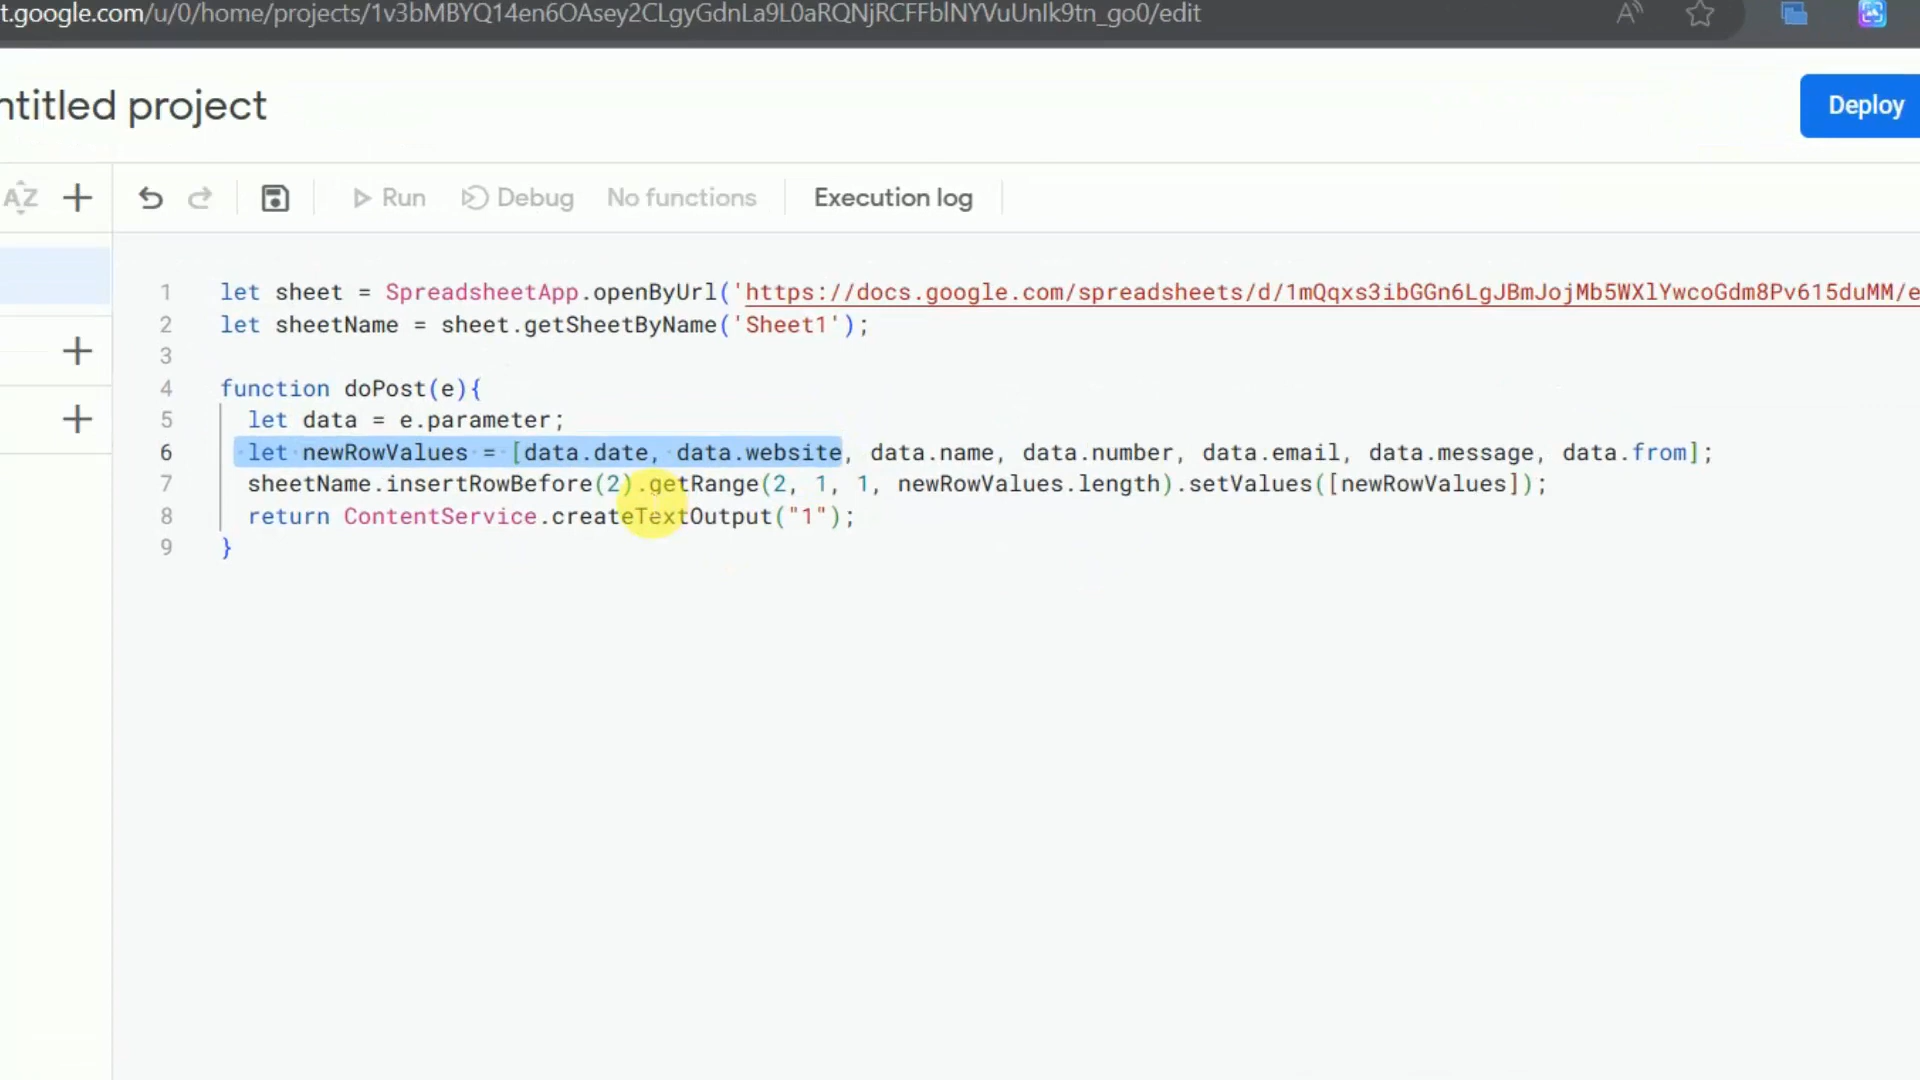 t.google.com/u/0/home/projects/1v3bMBYQ14en6OAsey2CLgyGdnLa9L0aRQNjRCFFblNYVuUnIk9tn_go0/edit
ntitled project
Deploy
AZ
Run Debug No functions Execution log
1 let sheet = SpreadsheetApp.openByUrl('https://docs.google.com/spreadsheets/d/1mQqxs3ibGGn6LgJBmJojMb5WXlYwcoGdm8Pv615duMM/e
2 let sheetName = sheet.getSheetByName('Sheet1');
3
4 function doPost(e){
5 let data = e.parameter;
6 let newRowValues = [data.date, data.website, data.name, data.number, data.email, data.message, data.from];
7 sheetName.insertRowBefore(2).getRange(2, 1, 1, newRowValues.length).setValues([newRowValues]);
8 return ContentService.createTextOutput("1");
9 }